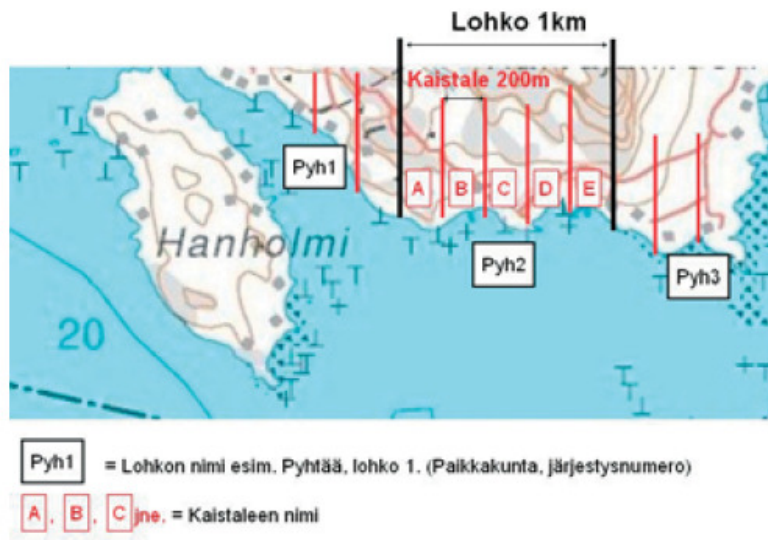 Lohko 1km
Kaistale 200m
Pyh1
A B C D E
Hanholmi
Pyh2
Pyh3
20
Pyh1 = Lohkon nimi esim. Pyhtää, lohko 1. (Paikkakunta, järjestysnumero)
A, B, C jne. = Kaistaleen nimi